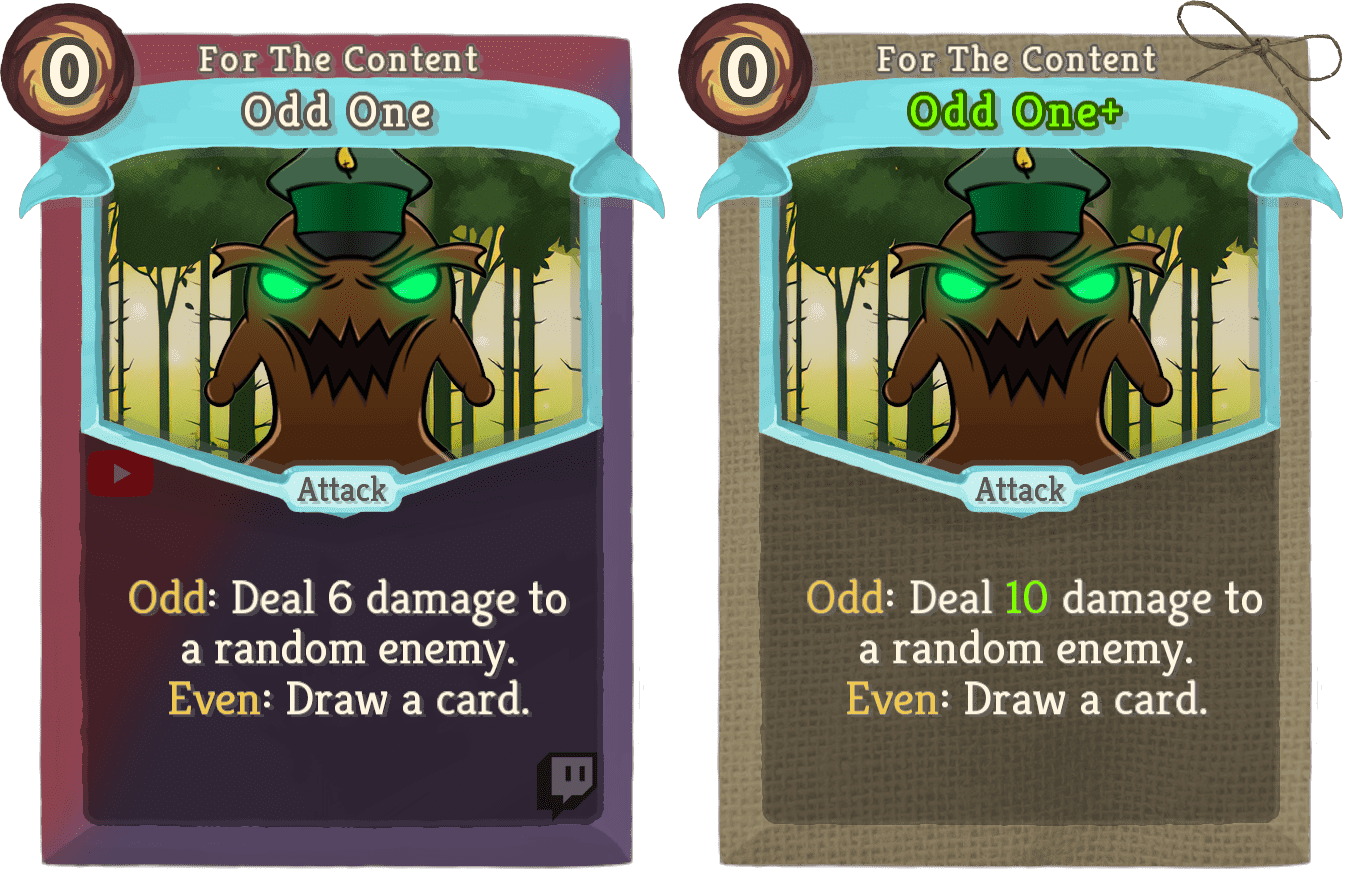 0
For The Content
Odd One
Attack
Odd: Deal 6 damage to
a random enemy.
Even: Draw a card.
0
For The Content
Odd One+
Attack
Odd: Deal 10 damage to
a random enemy.
Even: Draw a card.